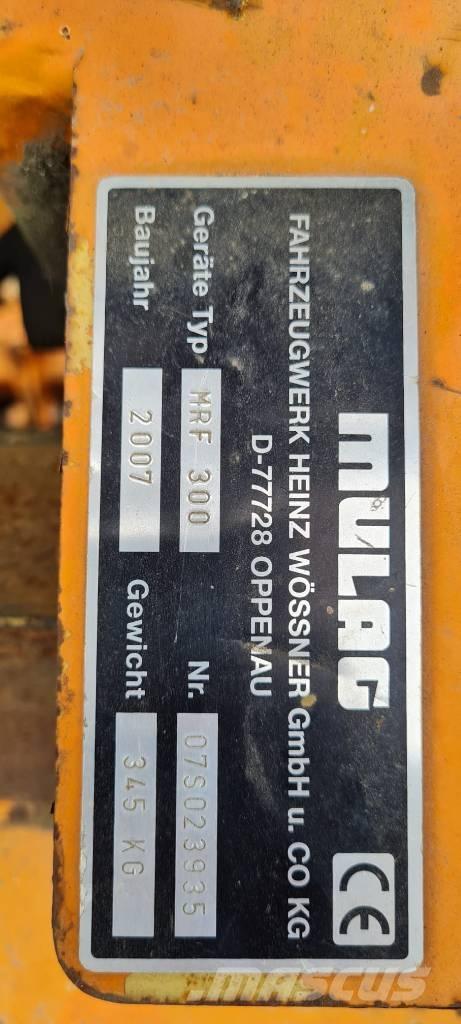 MULAG
CE
FAHRZEUGWERK HEINZ WÖSSNER GmbH u. CO KG
D-77728 OPPENAU
Geräte Typ MRF 300 Nr. 07S023935
Baujahr 2007 Gewicht 345 KG
MASCUS